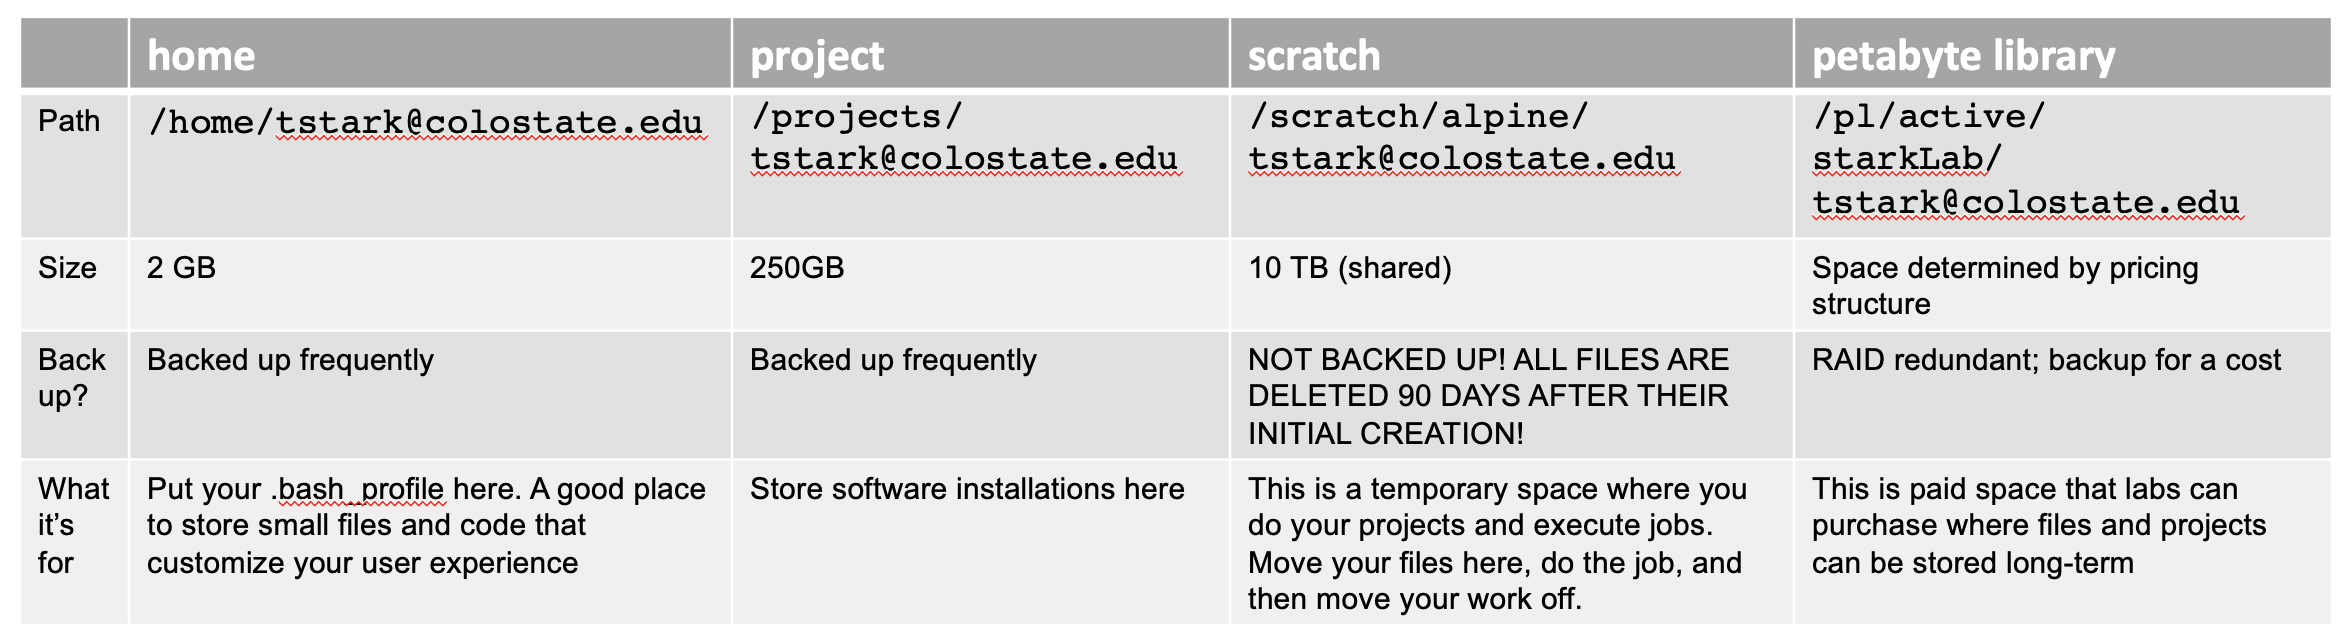 home project scratch petabyte library
Path
/home/tstark@colostate.edu
/projects/
tstark@colostate.edu
/scratch/alpine/
tstark@colostate.edu
/pl/active/
starkLab/
tstark@colostate.edu
Size
2 GB
250GB
10 TB (shared)
Space determined by pricing
structure
Back
up?
Backed up frequently
Backed up frequently
NOT BACKED UP! ALL FILES ARE
DELETED 90 DAYS AFTER THEIR
INITIAL CREATION!
RAID redundant; backup for a cost
What
it’s
for
Put your .bash_profile here. A good place
to store small files and code that
customize your user experience
Store software installations here
This is a temporary space where you
do your projects and execute jobs.
Move your files here, do the job, and
then move your work off.
This is paid space that labs can
purchase where files and projects
can be stored long-term